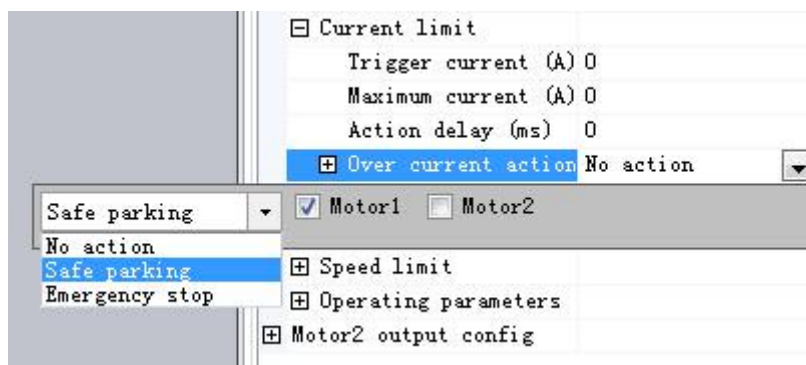 Current limit
Trigger current (A) 0
Maximum current (A) 0
Action delay (ms) 0
Over current action No action
Safe parking Motor1 Motor2
No action
Safe parking
Emergency stop
Speed limit
Operating parameters
Motor2 output config